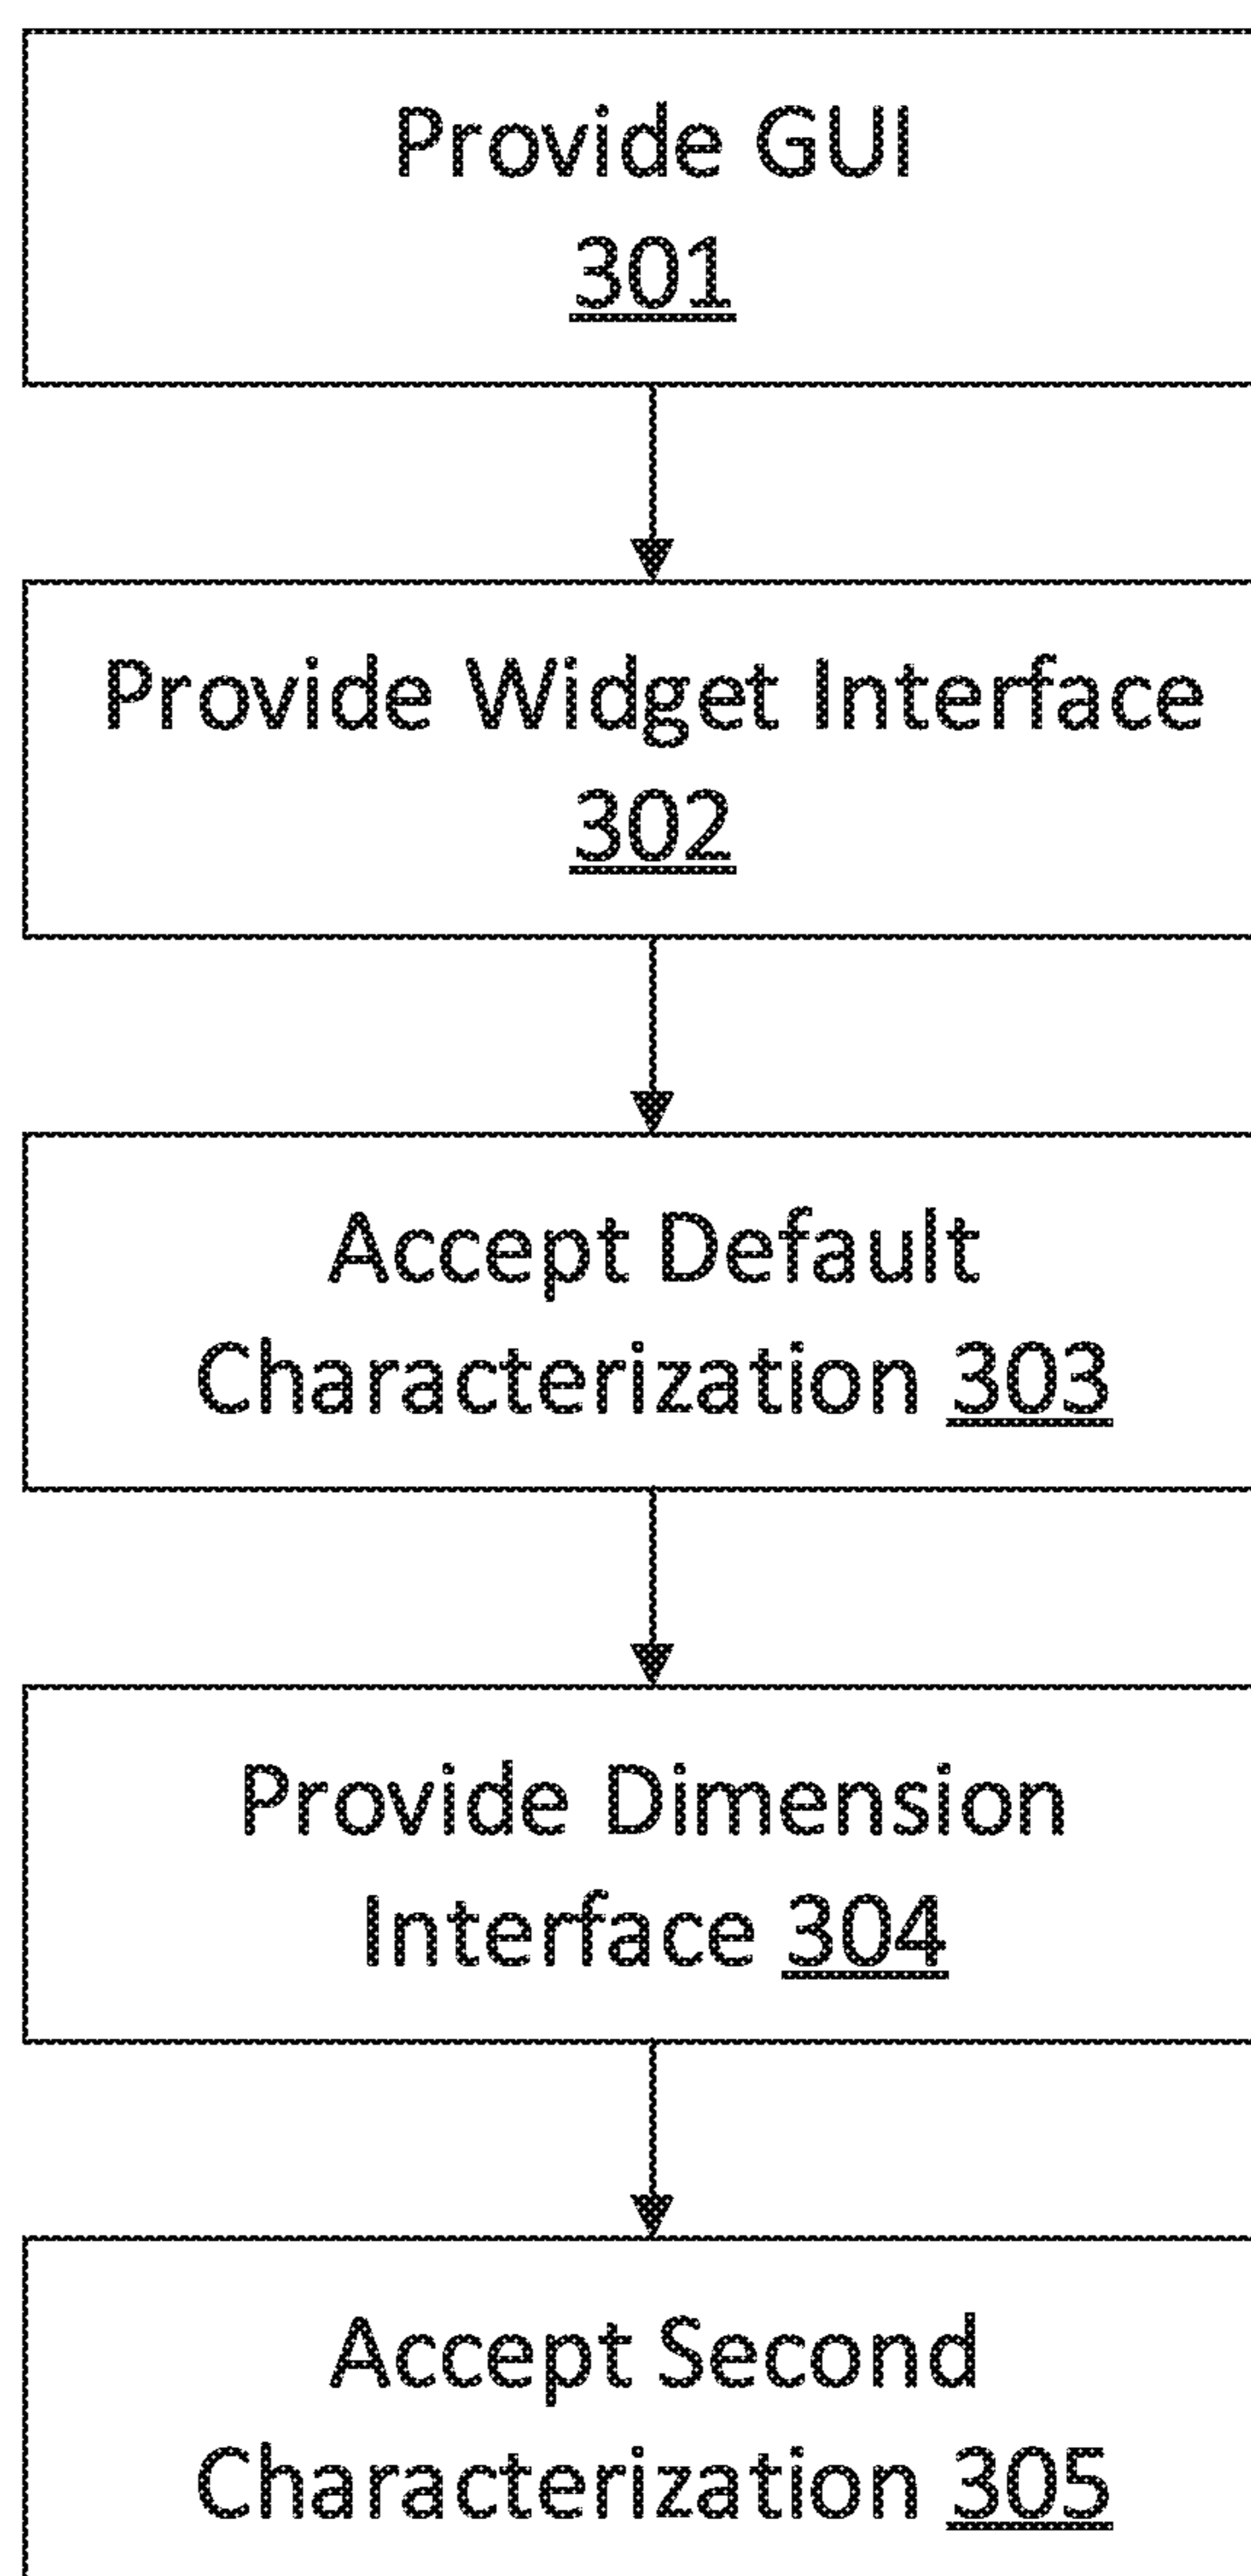 Provide GUI
301
Provide Widget Interface
302
Accept Default
Characterization 303
Provide Dimension
Interface 304
Accept Second
Characterization 305